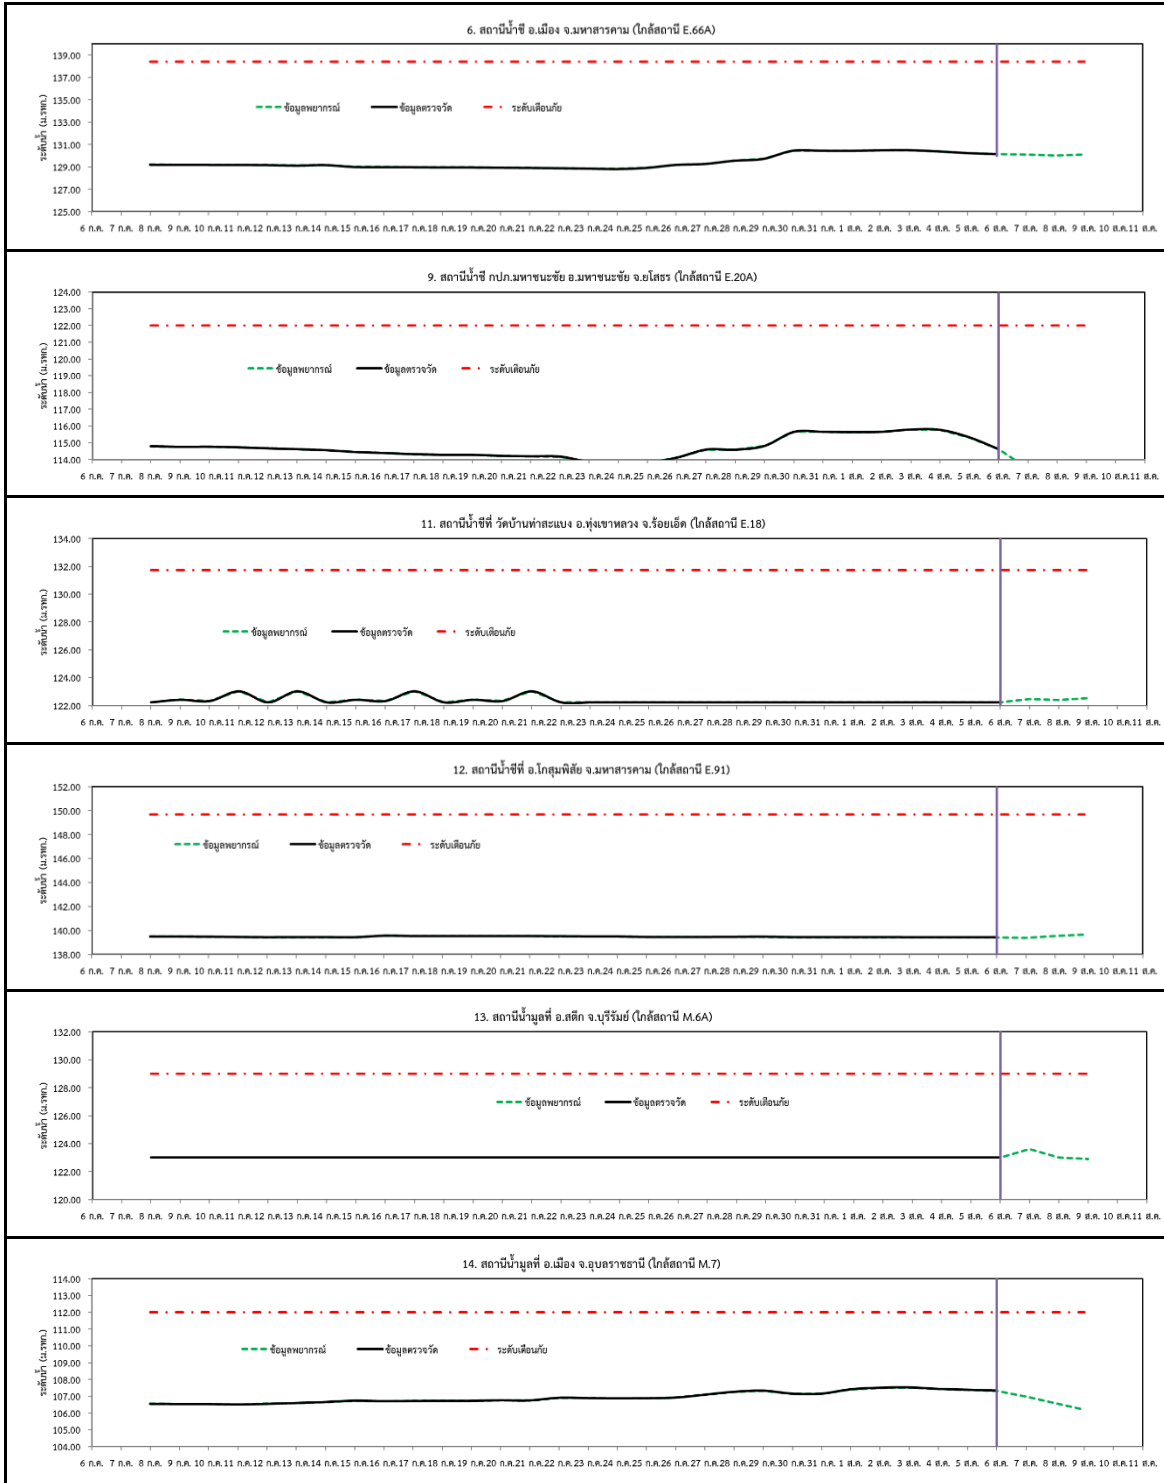 6. สถานีน้ำชี อ.เมือง จ.มหาสารคาม (ใกล้สถานี E.66A)
139.00
137.00
135.00
133.00
131.00
129.00
127.00
125.00
ระดับน้ำ (ม.รทก.)
ข้อมูลพยากรณ์ ข้อมูลตรวจวัด ระดับเตือนภัย
6 ก.ค. 7 ก.ค. 8 ก.ค. 9 ก.ค. 10 ก.ค. 11 ก.ค. 12 ก.ค. 13 ก.ค. 14 ก.ค. 15 ก.ค. 16 ก.ค. 17 ก.ค. 18 ก.ค. 19 ก.ค. 20 ก.ค. 21 ก.ค. 22 ก.ค. 23 ก.ค. 24 ก.ค. 25 ก.ค. 26 ก.ค. 27 ก.ค. 28 ก.ค. 29 ก.ค. 30 ก.ค. 31 ก.ค. 1 ส.ค. 2 ส.ค. 3 ส.ค. 4 ส.ค. 5 ส.ค. 6 ส.ค. 7 ส.ค. 8 ส.ค. 9 ส.ค. 10 ส.ค. 11 ส.ค.
9. สถานีน้ำชี กปภ.มหาชนะชัย อ.มหาชนะชัย จ.ยโสธร (ใกล้สถานี E.20A)
124.00
123.00
122.00
121.00
120.00
119.00
118.00
117.00
116.00
115.00
114.00
ระดับน้ำ (ม.รทก.)
ข้อมูลพยากรณ์ ข้อมูลตรวจวัด ระดับเตือนภัย
6 ก.ค. 7 ก.ค. 8 ก.ค. 9 ก.ค. 10 ก.ค. 11 ก.ค. 12 ก.ค. 13 ก.ค. 14 ก.ค. 15 ก.ค. 16 ก.ค. 17 ก.ค. 18 ก.ค. 19 ก.ค. 20 ก.ค. 21 ก.ค. 22 ก.ค. 23 ก.ค. 24 ก.ค. 25 ก.ค. 26 ก.ค. 27 ก.ค. 28 ก.ค. 29 ก.ค. 30 ก.ค. 31 ก.ค. 1 ส.ค. 2 ส.ค. 3 ส.ค. 4 ส.ค. 5 ส.ค. 6 ส.ค. 7 ส.ค. 8 ส.ค. 9 ส.ค. 10 ส.ค. 11 ส.ค.
11. สถานีน้ำชีที่ วัดบ้านท่าสะแบง อ.ทุ่งเขาหลวง จ.ร้อยเอ็ด (ใกล้สถานี E.18)
134.00
132.00
130.00
128.00
126.00
124.00
122.00
ระดับน้ำ (ม.รทก.)
ข้อมูลพยากรณ์ ข้อมูลตรวจวัด ระดับเตือนภัย
6 ก.ค. 7 ก.ค. 8 ก.ค. 9 ก.ค. 10 ก.ค. 11 ก.ค. 12 ก.ค. 13 ก.ค. 14 ก.ค. 15 ก.ค. 16 ก.ค. 17 ก.ค. 18 ก.ค. 19 ก.ค. 20 ก.ค. 21 ก.ค. 22 ก.ค. 23 ก.ค. 24 ก.ค. 25 ก.ค. 26 ก.ค. 27 ก.ค. 28 ก.ค. 29 ก.ค. 30 ก.ค. 31 ก.ค. 1 ส.ค. 2 ส.ค. 3 ส.ค. 4 ส.ค. 5 ส.ค. 6 ส.ค. 7 ส.ค. 8 ส.ค. 9 ส.ค. 10 ส.ค. 11 ส.ค.
12. สถานีน้ำชีที่ อ.โกสุมพิสัย จ.มหาสารคาม (ใกล้สถานี E.91)
152.00
150.00
148.00
146.00
144.00
142.00
140.00
138.00
ระดับน้ำ (ม.รทก.)
ข้อมูลพยากรณ์ ข้อมูลตรวจวัด ระดับเตือนภัย
6 ก.ค. 7 ก.ค. 8 ก.ค. 9 ก.ค. 10 ก.ค. 11 ก.ค. 12 ก.ค. 13 ก.ค. 14 ก.ค. 15 ก.ค. 16 ก.ค. 17 ก.ค. 18 ก.ค. 19 ก.ค. 20 ก.ค. 21 ก.ค. 22 ก.ค. 23 ก.ค. 24 ก.ค. 25 ก.ค. 26 ก.ค. 27 ก.ค. 28 ก.ค. 29 ก.ค. 30 ก.ค. 31 ก.ค. 1 ส.ค. 2 ส.ค. 3 ส.ค. 4 ส.ค. 5 ส.ค. 6 ส.ค. 7 ส.ค. 8 ส.ค. 9 ส.ค. 10 ส.ค. 11 ส.ค.
13. สถานีน้ำมูลที่ อ.สตึก จ.บุรีรัมย์ (ใกล้สถานี M.6A)
132.00
130.00
128.00
126.00
124.00
122.00
120.00
ระดับน้ำ (ม.รทก.)
ข้อมูลพยากรณ์ ข้อมูลตรวจวัด ระดับเตือนภัย
6 ก.ค. 7 ก.ค. 8 ก.ค. 9 ก.ค. 10 ก.ค. 11 ก.ค. 12 ก.ค. 13 ก.ค. 14 ก.ค. 15 ก.ค. 16 ก.ค. 17 ก.ค. 18 ก.ค. 19 ก.ค. 20 ก.ค. 21 ก.ค. 22 ก.ค. 23 ก.ค. 24 ก.ค. 25 ก.ค. 26 ก.ค. 27 ก.ค. 28 ก.ค. 29 ก.ค. 30 ก.ค. 31 ก.ค. 1 ส.ค. 2 ส.ค. 3 ส.ค. 4 ส.ค. 5 ส.ค. 6 ส.ค. 7 ส.ค. 8 ส.ค. 9 ส.ค. 10 ส.ค. 11 ส.ค.
14. สถานีน้ำมูลที่ อ.เมือง จ.อุบลราชธานี (ใกล้สถานี M.7)
114.00
113.00
112.00
111.00
110.00
109.00
108.00
107.00
106.00
105.00
104.00
ระดับน้ำ (ม.รทก.)
ข้อมูลพยากรณ์ ข้อมูลตรวจวัด ระดับเตือนภัย
6 ก.ค. 7 ก.ค. 8 ก.ค. 9 ก.ค. 10 ก.ค. 11 ก.ค. 12 ก.ค. 13 ก.ค. 14 ก.ค. 15 ก.ค. 16 ก.ค. 17 ก.ค. 18 ก.ค. 19 ก.ค. 20 ก.ค. 21 ก.ค. 22 ก.ค. 23 ก.ค. 24 ก.ค. 25 ก.ค. 26 ก.ค. 27 ก.ค. 28 ก.ค. 29 ก.ค. 30 ก.ค. 31 ก.ค. 1 ส.ค. 2 ส.ค. 3 ส.ค. 4 ส.ค. 5 ส.ค. 6 ส.ค. 7 ส.ค. 8 ส.ค. 9 ส.ค. 10 ส.ค. 11 ส.ค.